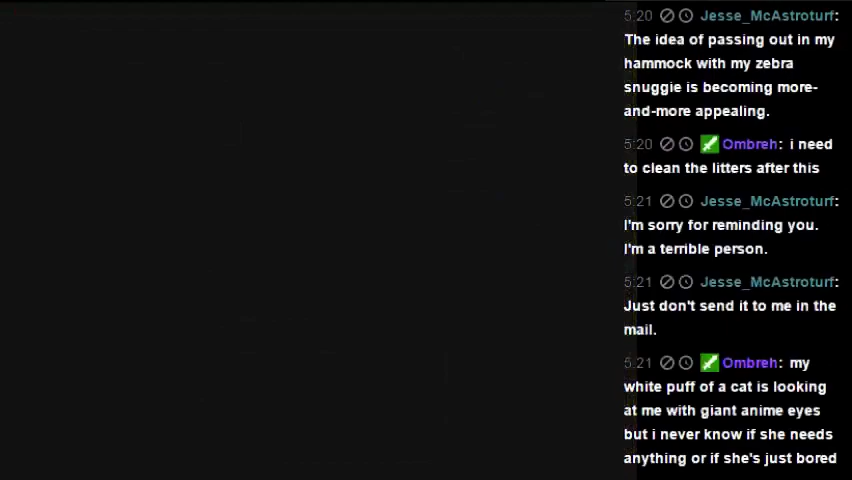 5:20 Jesse_McAstroturf:
The idea of passing out in my
hammock with my zebra
snuggie is becoming more-
and-more appealing.
5:20 Ombreh: i need
to clean the litters after this
5:21 Jesse_McAstroturf:
I'm sorry for reminding you.
I'm a terrible person.
5:21 Jesse_McAstroturf:
Just don't send it to me in the
mail.
5:21 Ombreh: my
white puff of a cat is looking
at me with giant anime eyes
but i never know if she needs
anything or if she's just bored